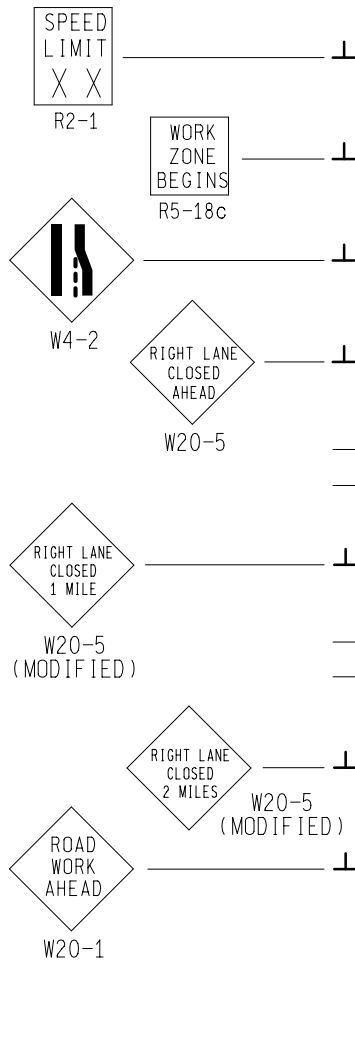 SPEED
LIMIT
X X
R2-1
WORK
ZONE
BEGINS
R5-18c
W4-2
RIGHT LANE
CLOSED
AHEAD
W20-5
RIGHT LANE
CLOSED
1 MILE
W20-5
(MODIFIED)
RIGHT LANE
CLOSED
2 MILES
W20-5
(MODIFIED)
ROAD
WORK
AHEAD
W20-1